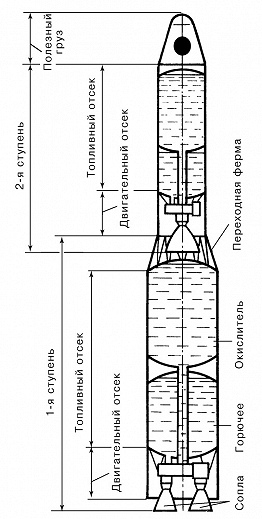 Полезный
груз
2-я ступень
Топливный отсек
Двигательный отсек
Переходная ферма
1-я ступень
Топливный отсек
Двигательный отсек
Окислитель
Горючее
Сопла